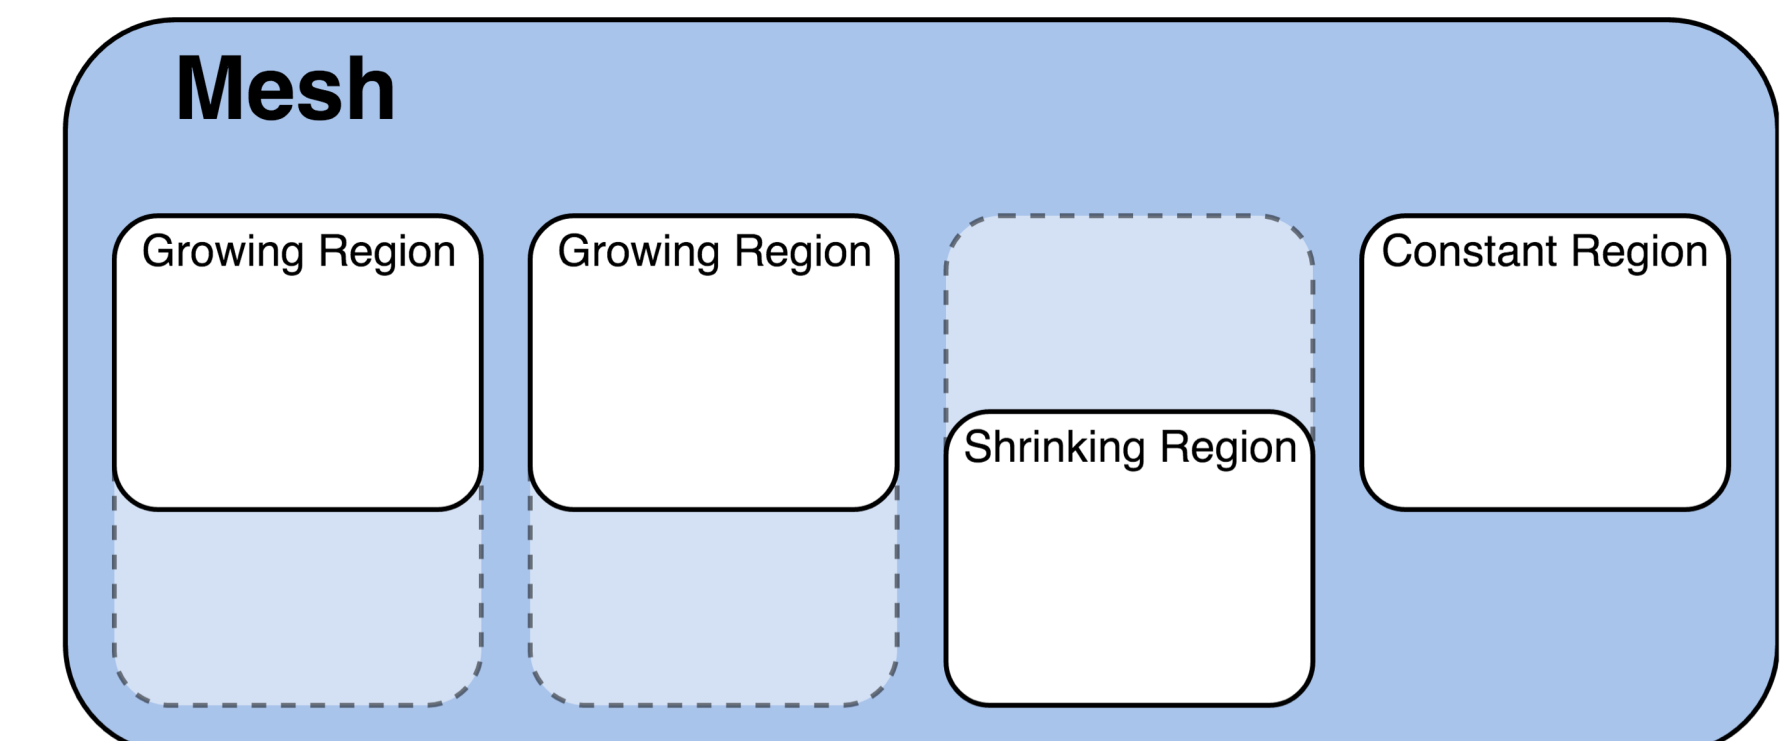 Mesh
Growing Region
Growing Region
Shrinking Region
Constant Region